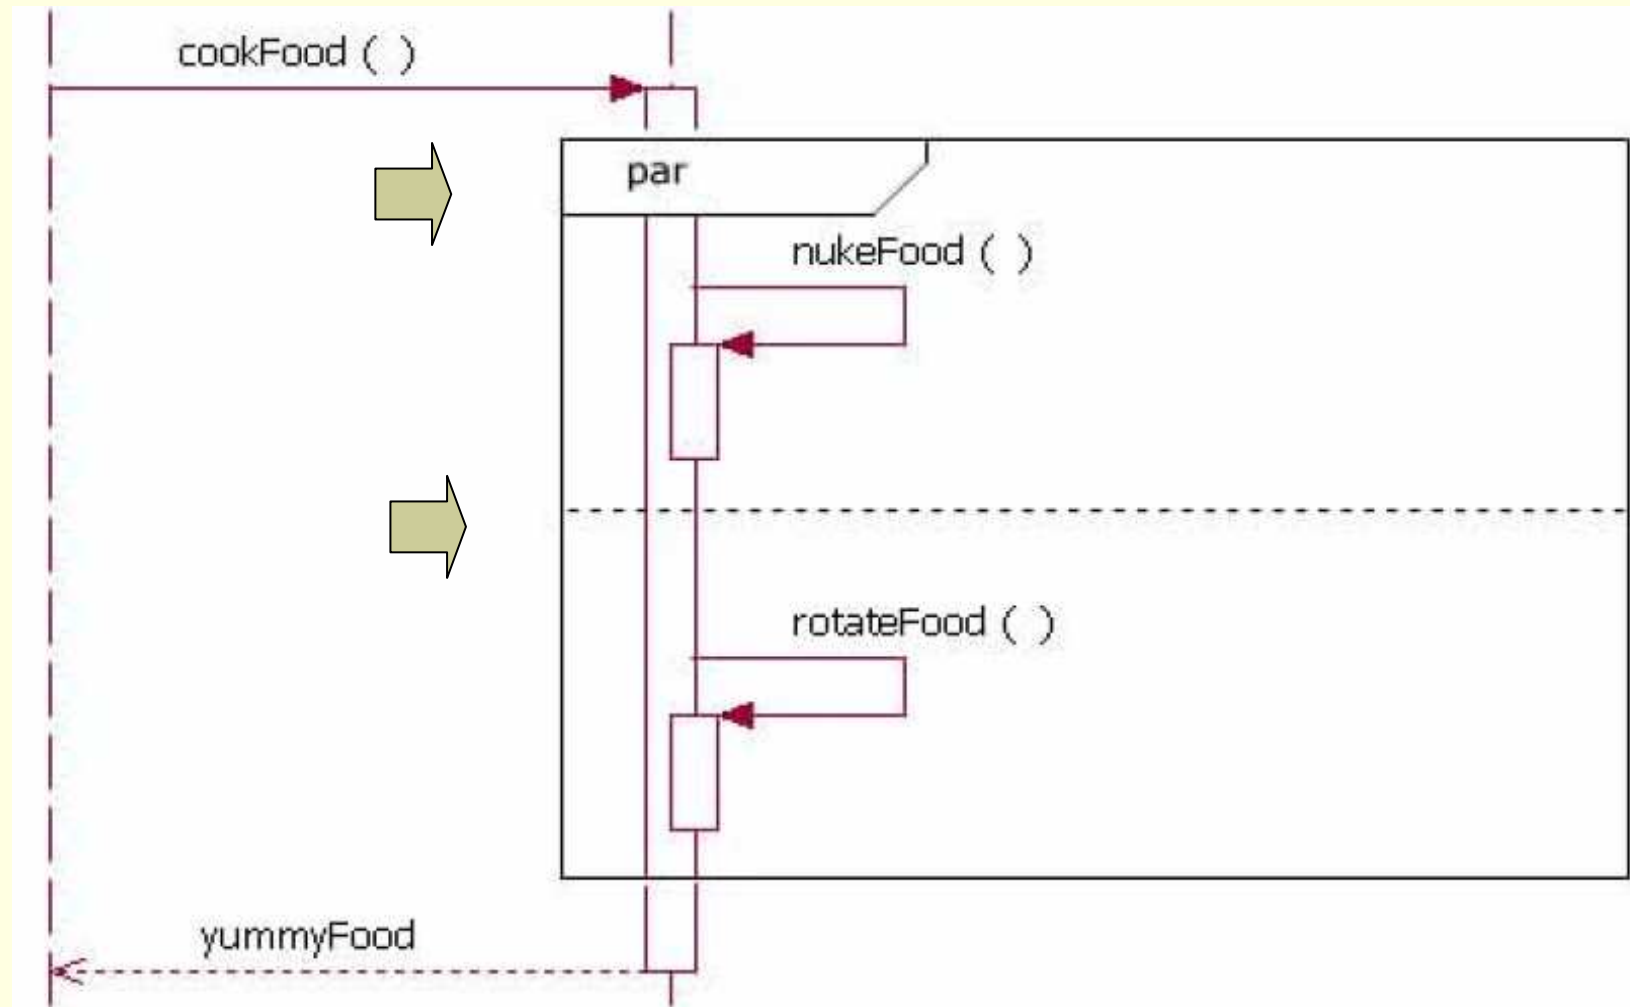 cookFood ( )
par
nukeFood ( )
rotateFood ( )
yummyFood